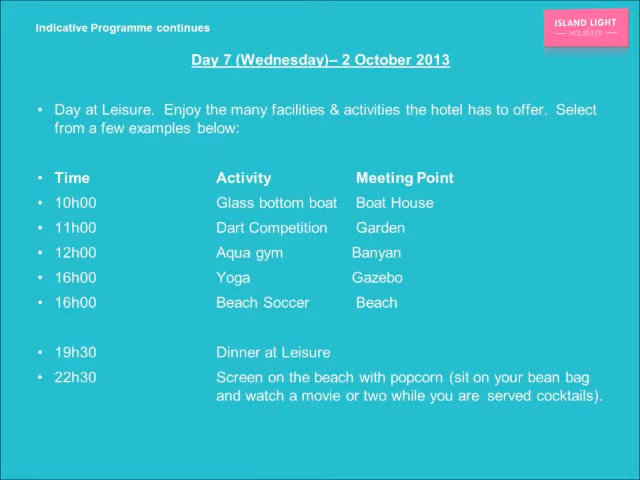 Indicative Programme continues
ISLAND LIGHT
HOLIDAYS
Day 7 (Wednesday)– 2 October 2013
• Day at Leisure. Enjoy the many facilities & activities the hotel has to offer. Select
from a few examples below:
• Time Activity Meeting Point
• 10h00 Glass bottom boat Boat House
• 11h00 Dart Competition Garden
• 12h00 Aqua gym Banyan
• 16h00 Yoga Gazebo
• 16h00 Beach Soccer Beach
• 19h30 Dinner at Leisure
• 22h30 Screen on the beach with popcorn (sit on your bean bag
and watch a movie or two while you are served cocktails).